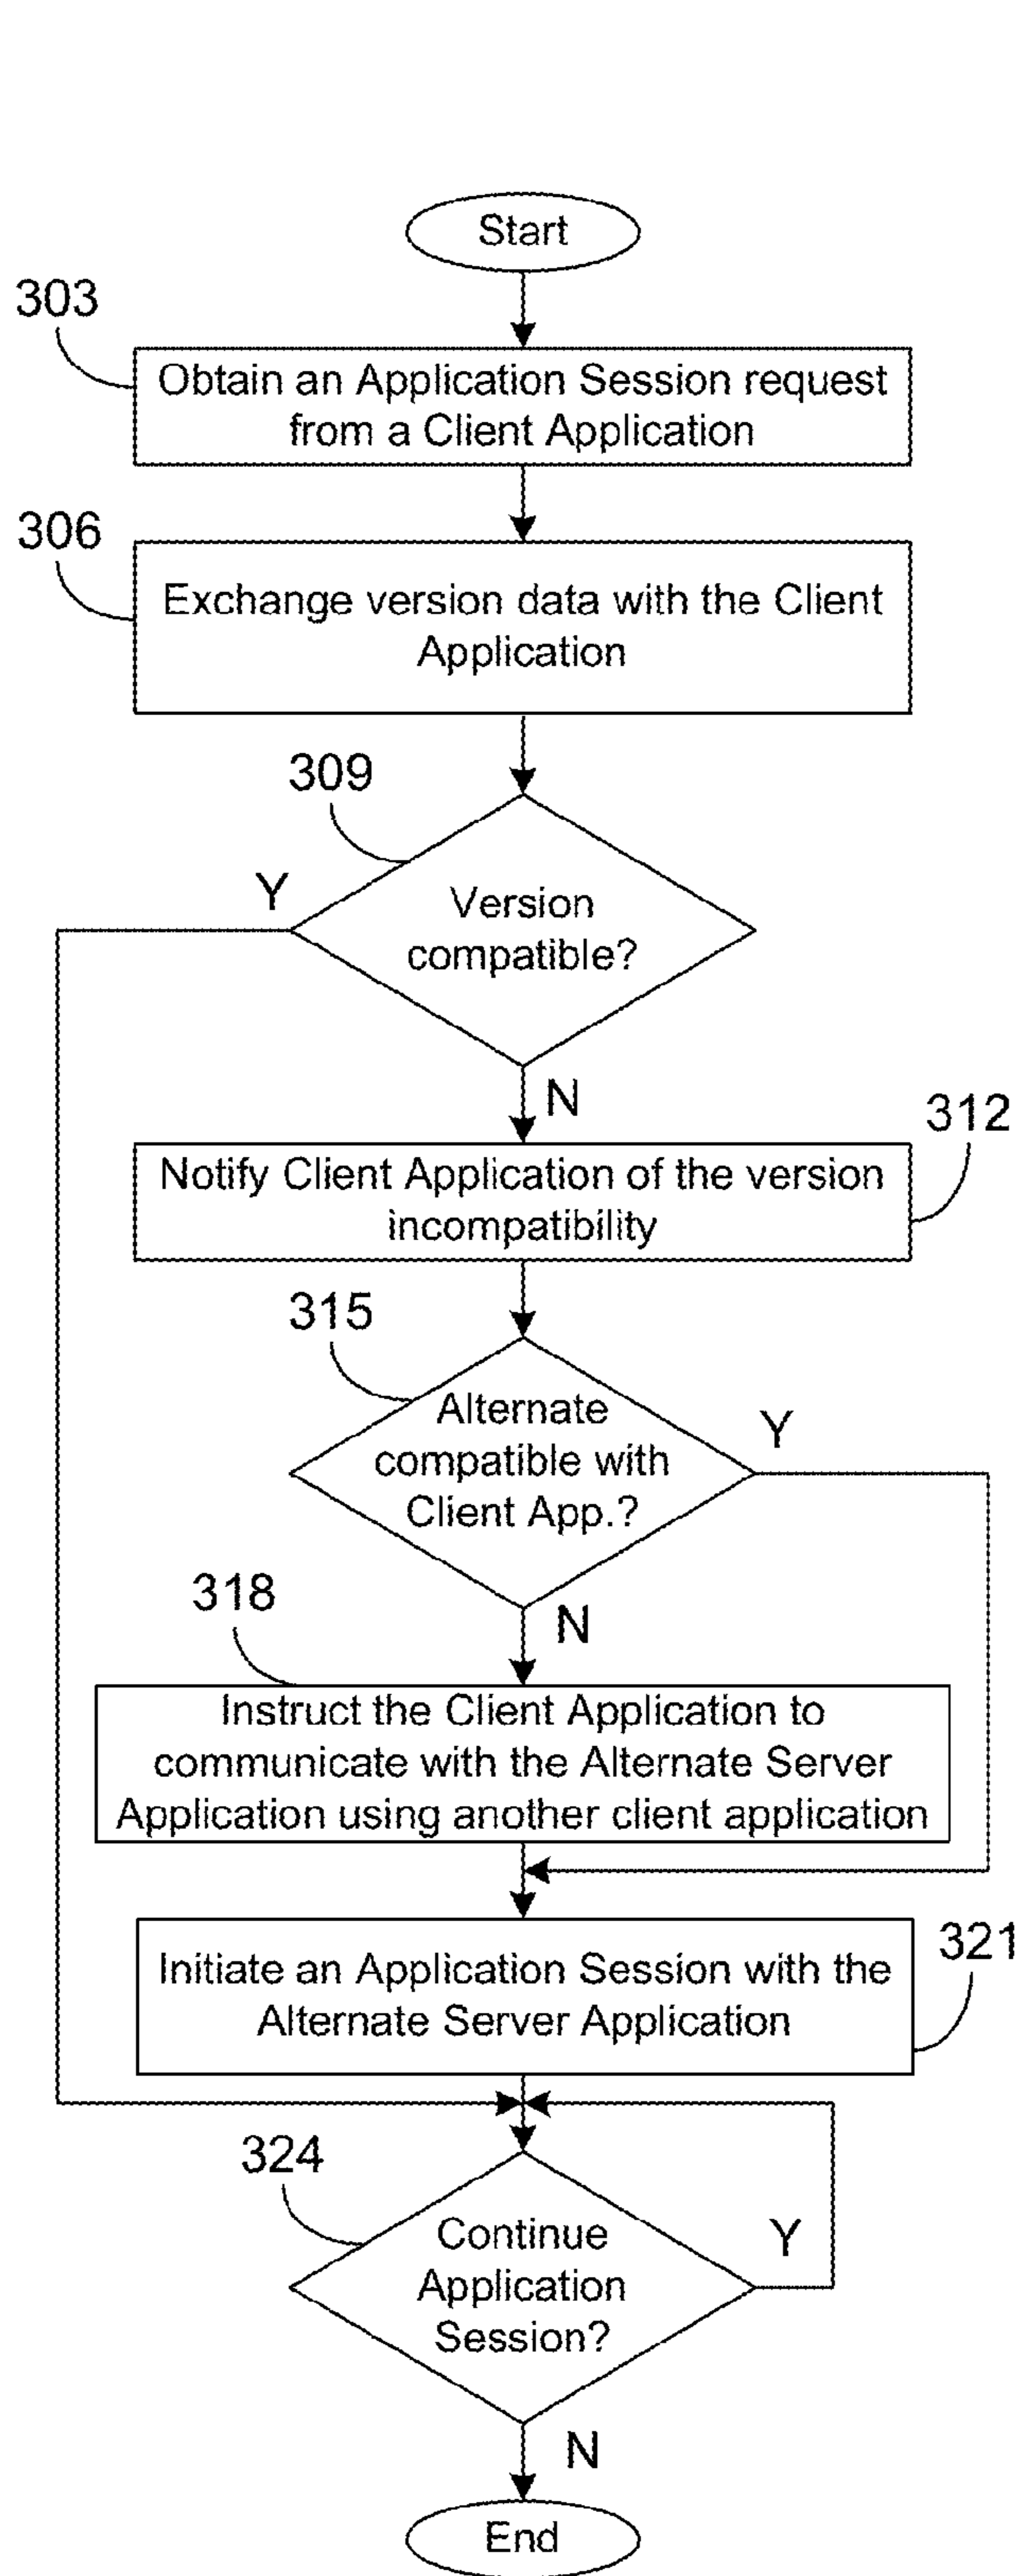 Start
303
Obtain an Application Session request
from a Client Application
306
Exchange version data with the Client
Application
309
Y
Version
compatible?
N
312
Notify Client Application of the version
incompatibility
315
Alternate
compatible with
Client App.?
Y
318
N
Instruct the Client Application to
communicate with the Alternate Server
Application using another client application
321
Initiate an Application Session with the
Alternate Server Application
324
Continue
Application
Session?
Y
N
End